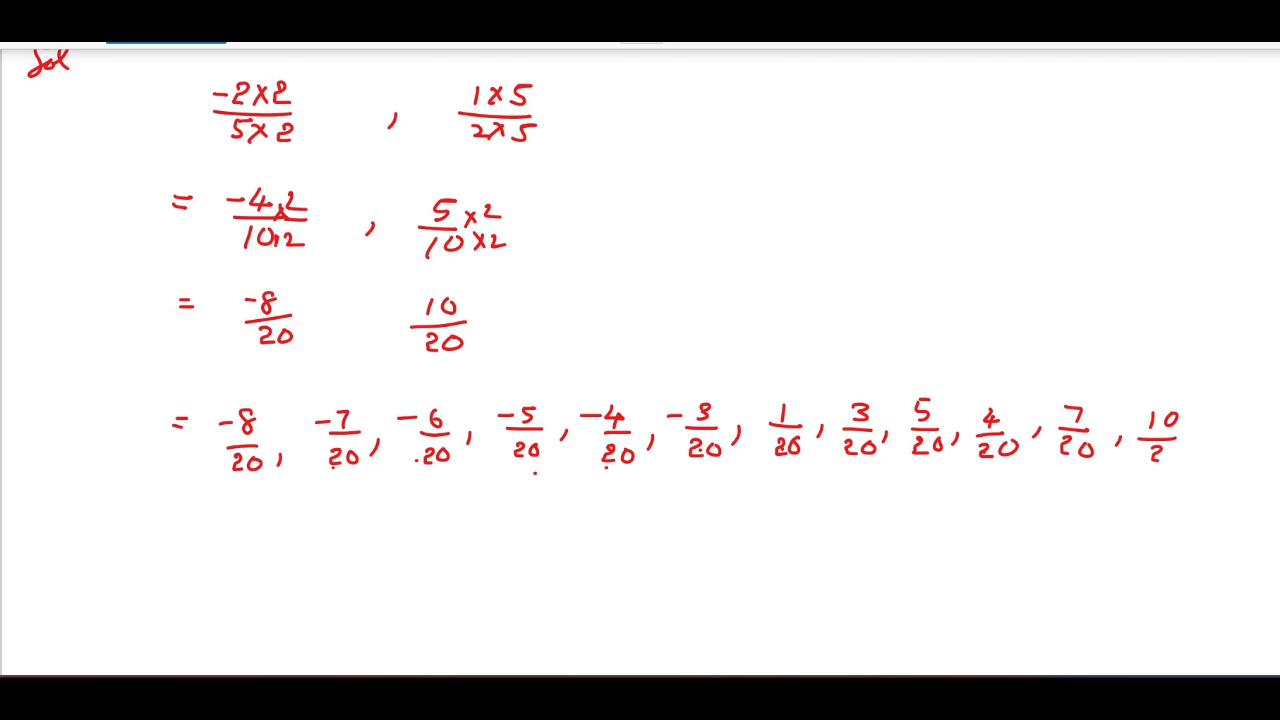 Sol
-2×2/5×2 , 1×5/2×5
= -4×2/10×2 , 5×2/10×2
= -8/20 10/20
= -8/20, -7/20, -6/20, -5/20, -4/20, -3/20, 1/20, 3/20, 5/20, 4/20, 7/20, 10/2